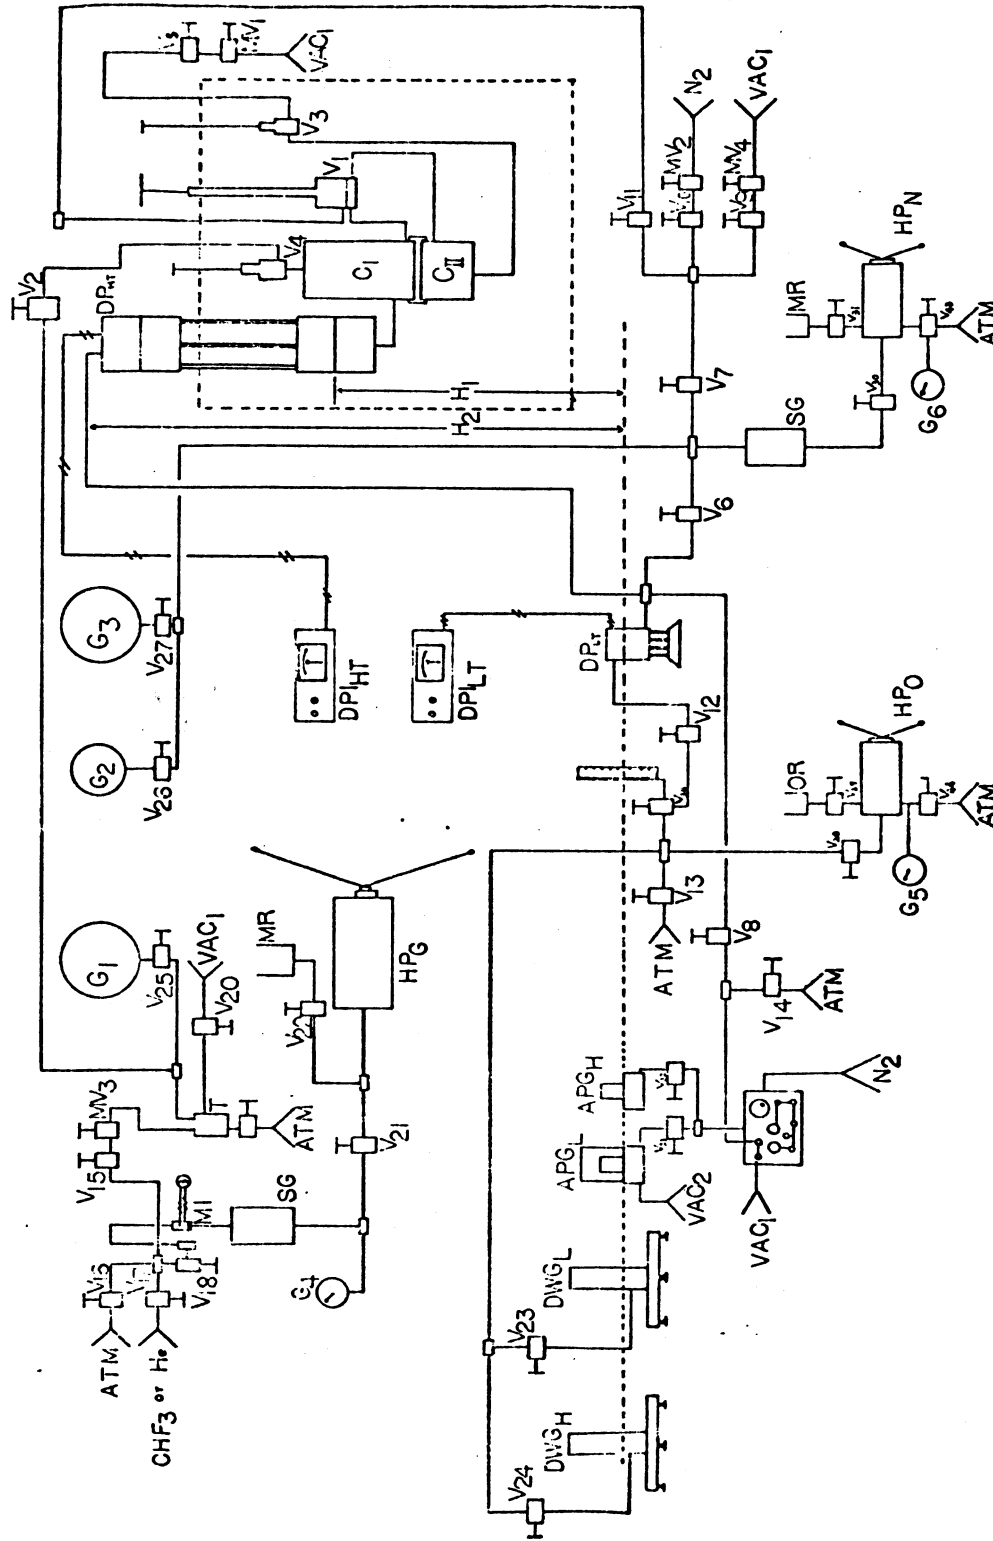 VAC1
V3
V1
V4
CI
CII
V2
DPHT
H1
H2
V11
N2
MV2
VAC1
MV4
V7
V6
MR
HPN
ATM
G6
SG
G3
V27
G2
V26
DPIHT
DPILT
DPLT
V12
V13
ATM
OR
HPO
ATM
G5
V8
V14
ATM
G1
V25
VAC1
V20
MR
HPG
V21
T
ATM
MV3
V15
MI
SG
G4
V18
ATM
CHF3 or He
APGH
APGL
VAC2
VAC1
N2
DWGL
V23
DWGH
V24